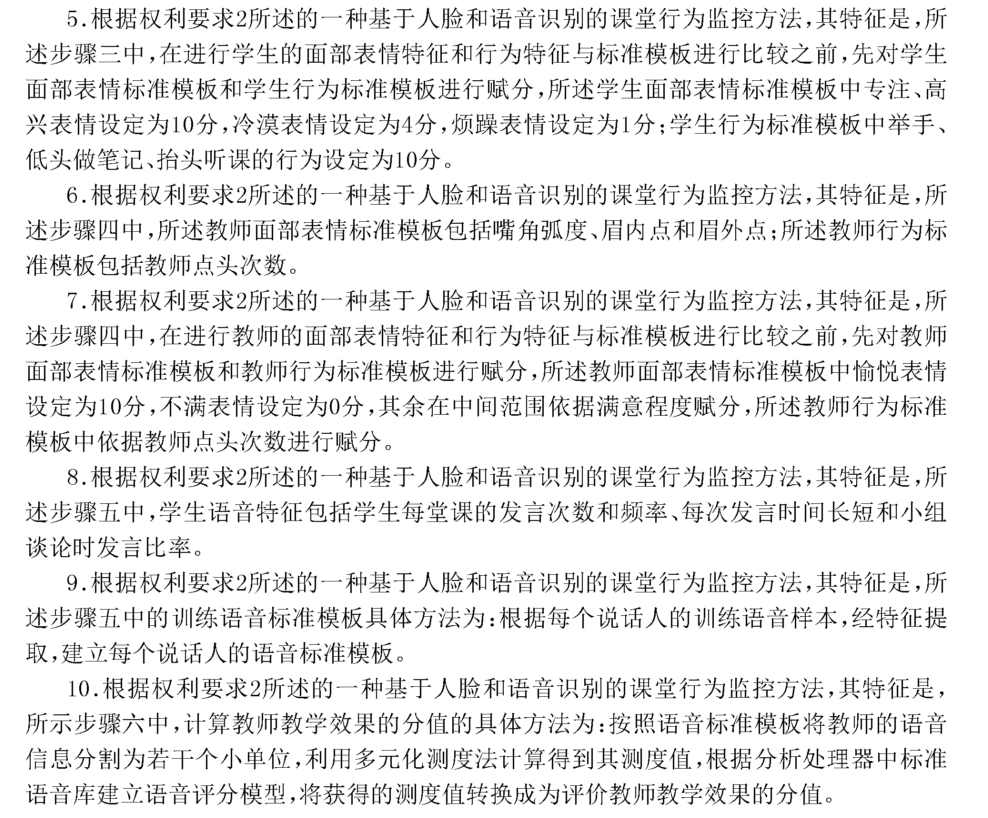 5.根据权利要求2所述的一种基于人脸和语音识别的课堂行为监控方法,其特征是,所
述步骤三中,在进行学生的面部表情特征和行为特征与标准模板进行比较之前,先对学生
面部表情标准模板和学生行为标准模板进行赋分,所述学生面部表情标准模板中专注、高
兴表情设定为10分,冷漠表情设定为4分,烦躁表情设定为1分;学生行为标准模板中举手、
低头做笔记、抬头听课的行为设定为10分。
6.根据权利要求2所述的一种基于人脸和语音识别的课堂行为监控方法,其特征是,所
述步骤四中,所述教师面部表情标准模板包括嘴角弧度、眉内点和眉外点;所述教师行为标
准模板包括教师点头次数。
7.根据权利要求2所述的一种基于人脸和语音识别的课堂行为监控方法,其特征是,所
述步骤四中,在进行教师的面部表情特征和行为特征与标准模板进行比较之前,先对教师
面部表情标准模板和教师行为标准模板进行赋分,所述教师面部表情标准模板中愉悦表情
设定为10分,不满表情设定为0分,其余在中间范围依据满意程度赋分,所述教师行为标准
模板中依据教师点头次数进行赋分。
8.根据权利要求2所述的一种基于人脸和语音识别的课堂行为监控方法,其特征是,所
述步骤五中,学生语音特征包括学生每堂课的发言次数和频率、每次发言时间长短和小组
谈论时发言比率。
9.根据权利要求2所述的一种基于人脸和语音识别的课堂行为监控方法,其特征是,所
述步骤五中的训练语音标准模板具体方法为:根据每个说话人的训练语音样本,经特征提
取,建立每个说话人的语音标准模板。
10.根据权利要求2所述的一种基于人脸和语音识别的课堂行为监控方法,其特征是,
所示步骤六中,计算教师教学效果的分值的具体方法为:按照语音标准模板将教师的语音
信息分割为若干个小单位,利用多元化测度法计算得到其测度值,根据分析处理器中标准
语音库建立语音评分模型,将获得的测度值转换成为评价教师教学效果的分值。